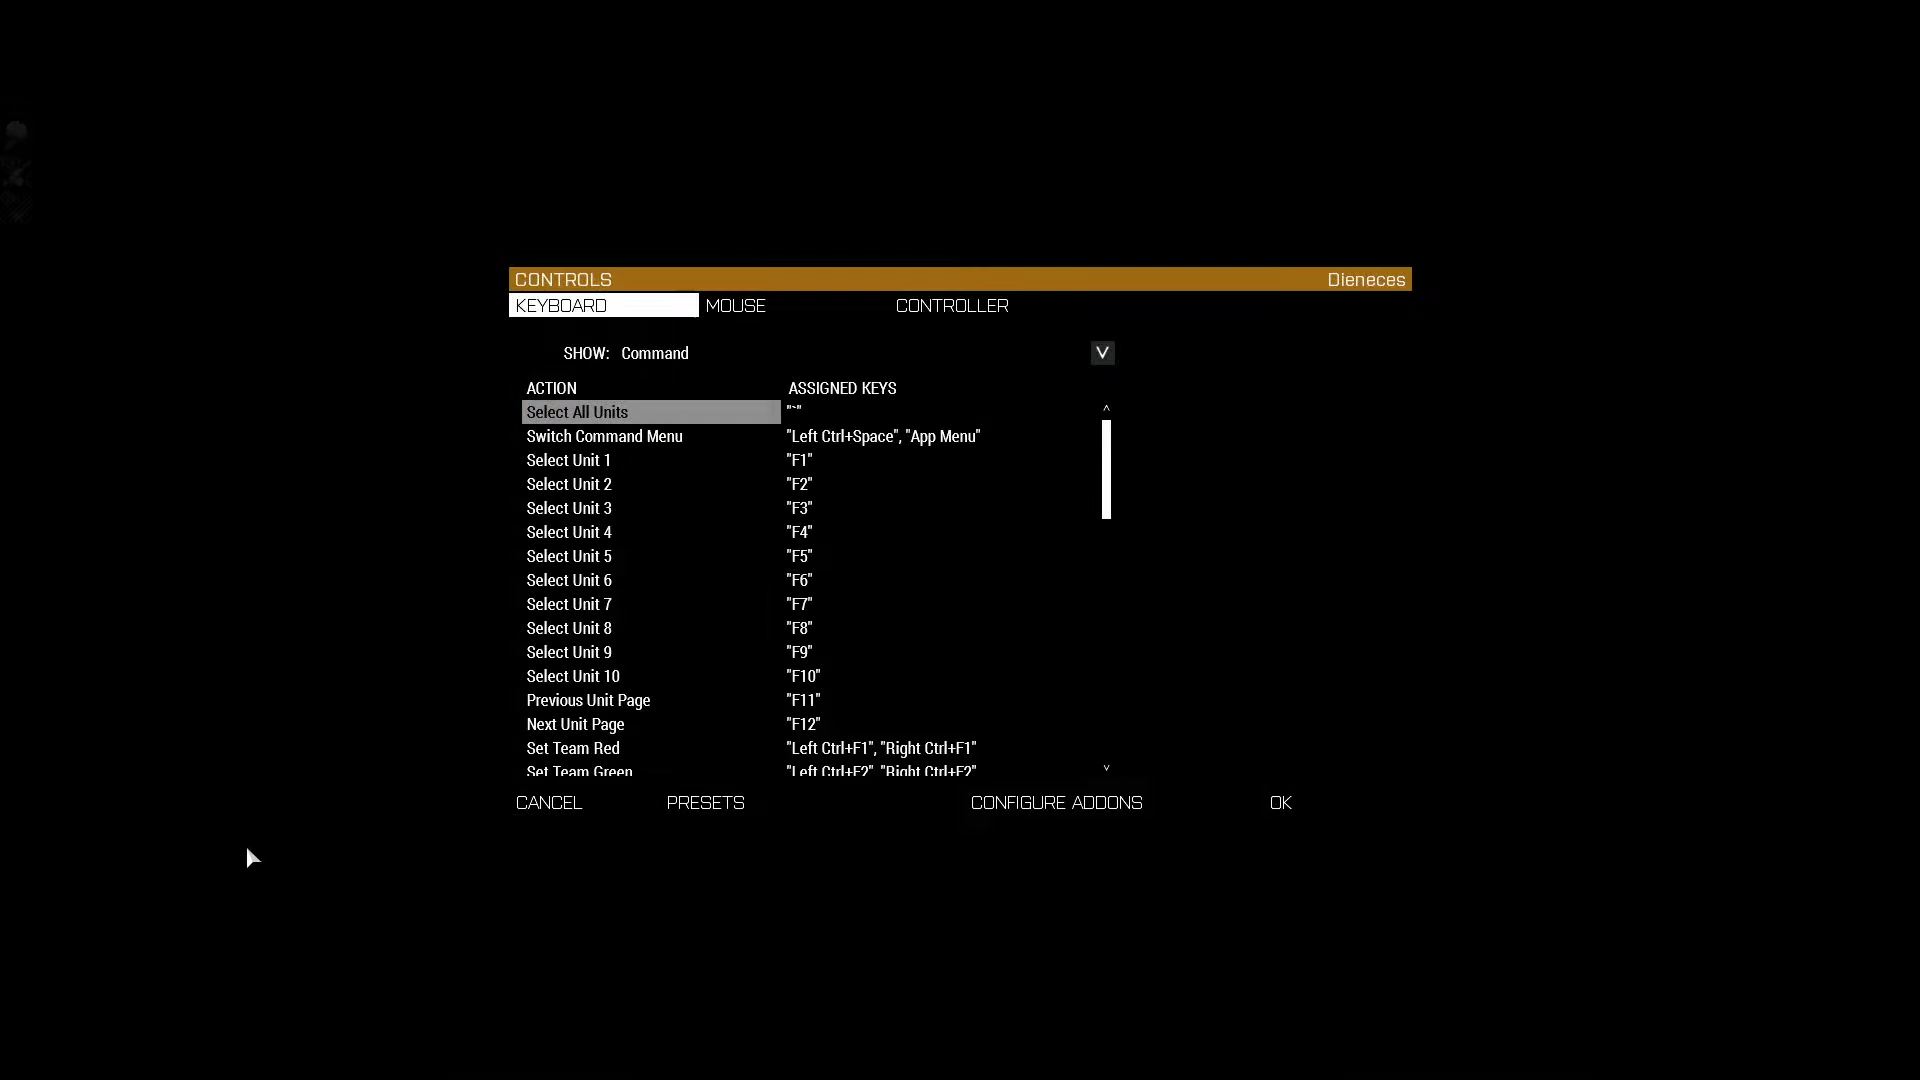 CONTROLS Dieneces
KEYBOARD MOUSE CONTROLLER
SHOW: Command V
ACTION ASSIGNED KEYS
Select All Units "`"
Switch Command Menu "Left Ctrl+Space", "App Menu"
Select Unit 1 "F1"
Select Unit 2 "F2"
Select Unit 3 "F3"
Select Unit 4 "F4"
Select Unit 5 "F5"
Select Unit 6 "F6"
Select Unit 7 "F7"
Select Unit 8 "F8"
Select Unit 9 "F9"
Select Unit 10 "F10"
Previous Unit Page "F11"
Next Unit Page "F12"
Set Team Red "Left Ctrl+F1", "Right Ctrl+F1"
Set Team Green "Left Ctrl+F2", "Right Ctrl+F2"
CANCEL PRESETS CONFIGURE ADDONS OK